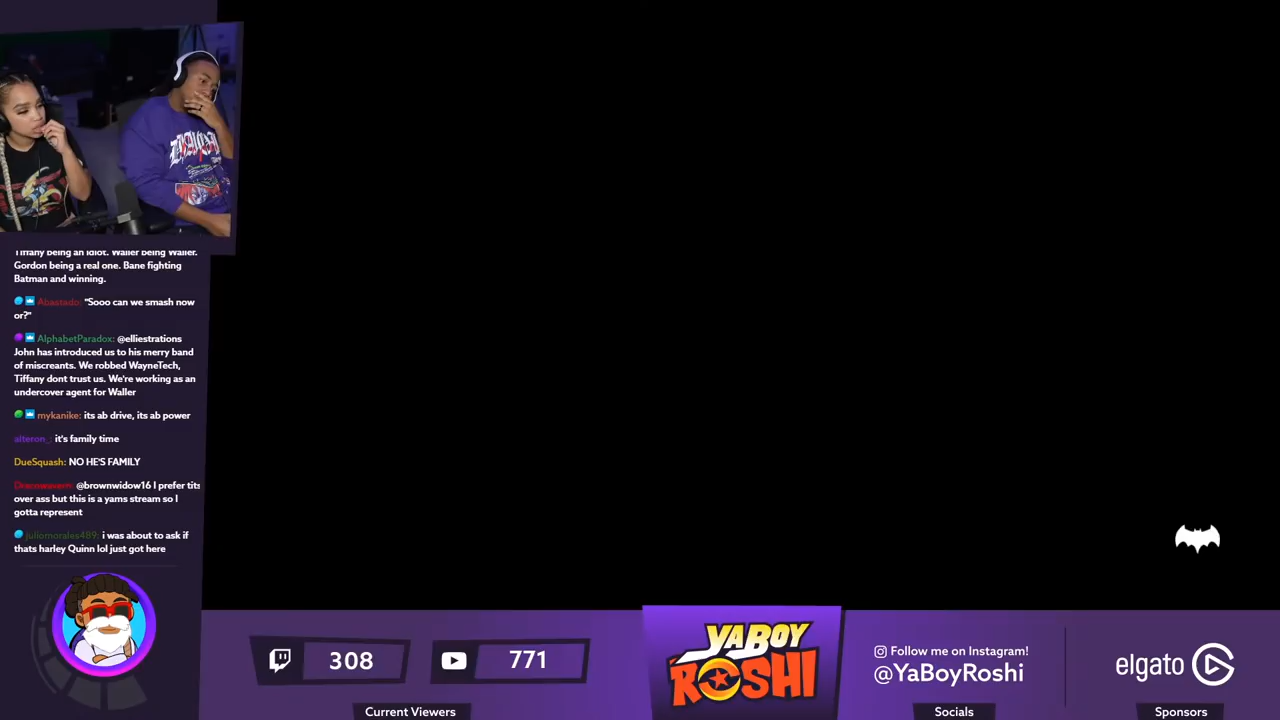 Tiffany being an idiot. Waller being Waller.
Gordon being a real one. Bane fighting
Batman and winning.
Abastado: "Sooo can we smash now
or?"
AlphabetParadox: @elliestrations
John has introduced us to his merry band
of miscreants. We robbed WayneTech,
Tiffany dont trust us. We're working as an
undercover agent for Waller
mykanike: its ab drive, its ab power
alteron_: it's family time
DueSquash: NO HE'S FAMILY
@brownwidow16 I prefer tits
over ass but this is a yams stream so I
gotta represent
juliomorales489: i was about to ask if
thats harley Quinn lol just got here
308
771
Current Viewers
YABOY
ROSHI
Follow me on Instagram!
@YaBoyRoshi
Socials
elgato
Sponsors